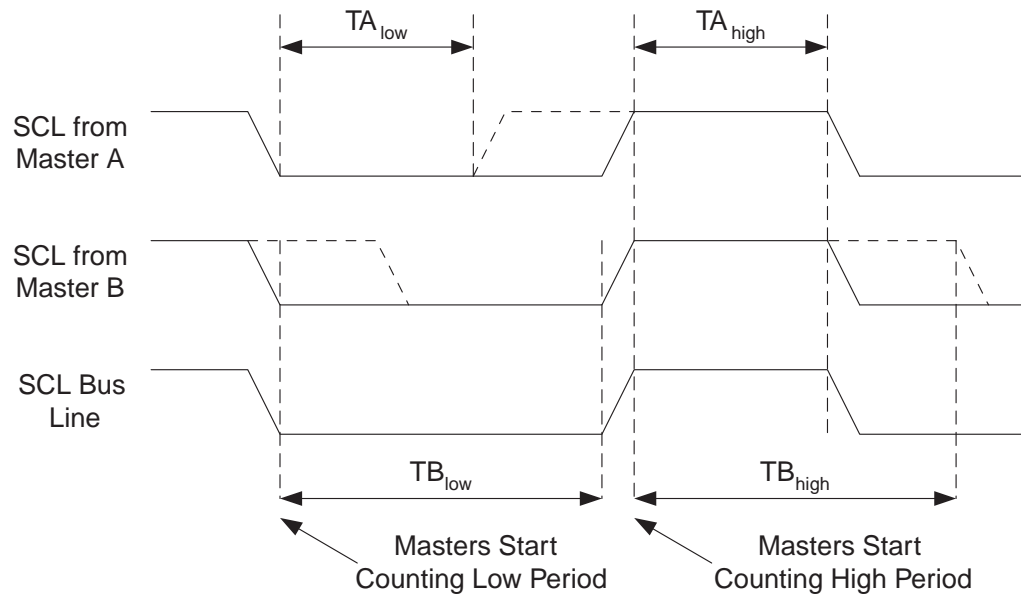 TA low
TA high
SCL from
Master A
SCL from
Master B
SCL Bus
Line
TB low
TB high
Masters Start
Counting Low Period
Masters Start
Counting High Period